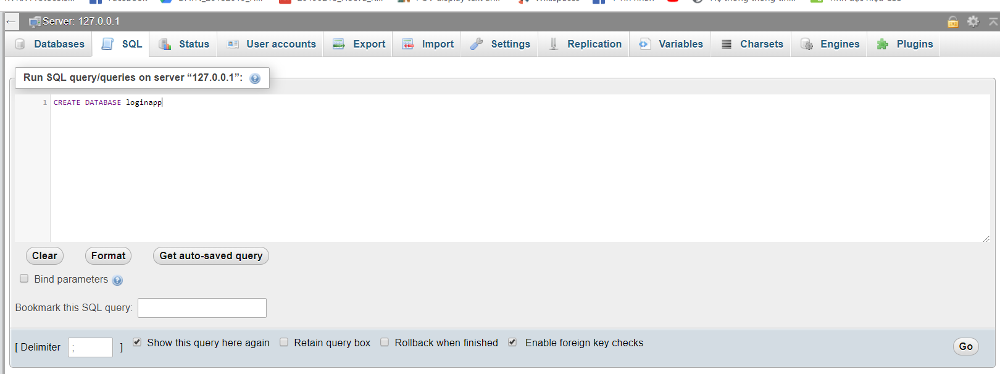 Server: 127.0.0.1
Databases SQL Status User accounts Export Import Settings Replication Variables Charsets Engines Plugins
Run SQL query/queries on server “127.0.0.1”:
1 CREATE DATABASE loginapp
Clear Format Get auto-saved query
Bind parameters
Bookmark this SQL query:
[ Delimiter ; ] Show this query here again Retain query box Rollback when finished Enable foreign key checks Go